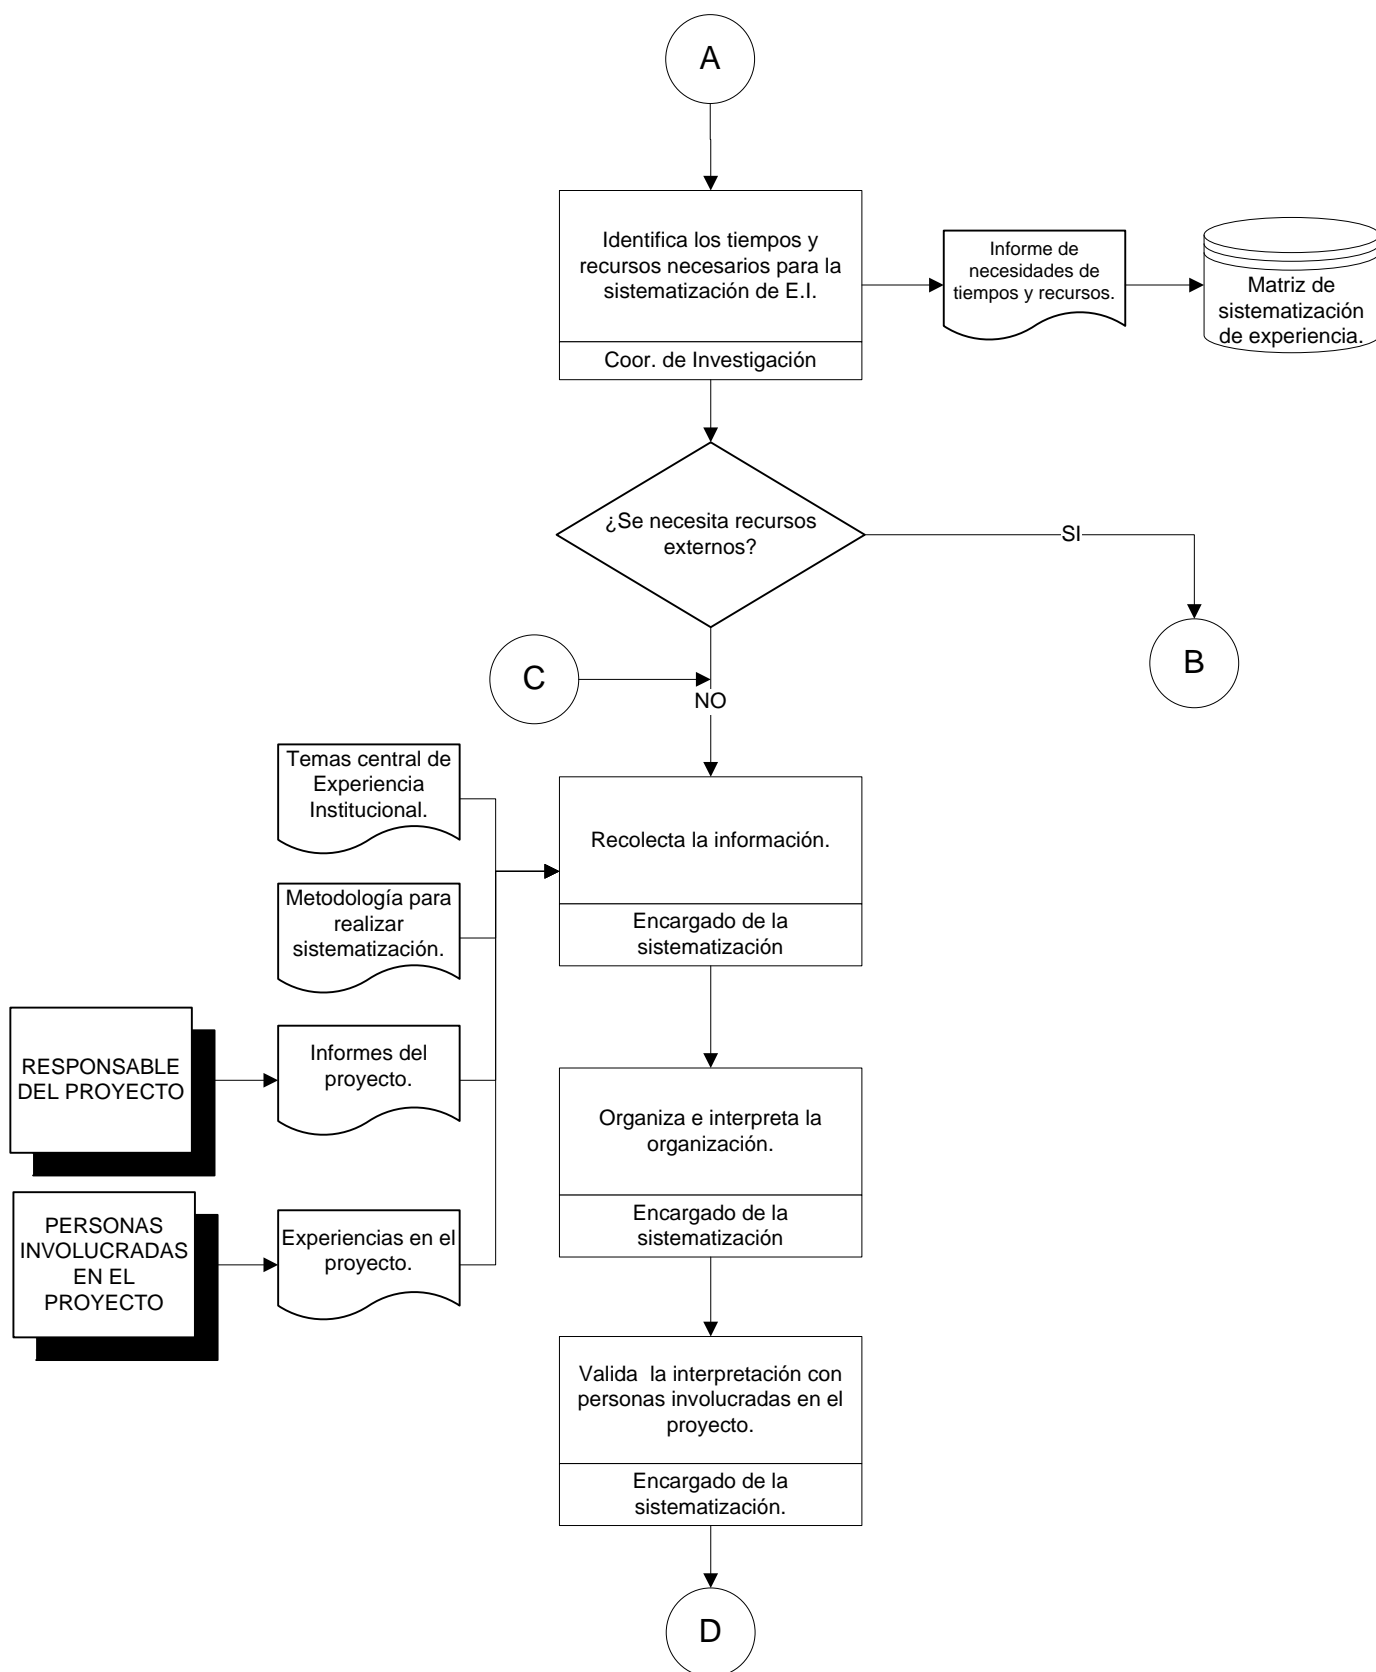 A
Identifica los tiempos y
recursos necesarios para la
sistematización de E.I.
Coor. de Investigación
Informe de
necesidades de
tiempos y recursos.
Matriz de
sistematización
de experiencia.
¿Se necesita recursos
externos?
SI
B
C
NO
Temas central de
Experiencia
Institucional.
Metodología para
realizar
sistematización.
RESPONSABLE
DEL PROYECTO
Informes del
proyecto.
PERSONAS
INVOLUCRADAS
EN EL
PROYECTO
Experiencias en el
proyecto.
Recolecta la información.
Encargado de la
sistematización
Organiza e interpreta la
organización.
Encargado de la
sistematización
Valida  la interpretación con
personas involucradas en el
proyecto.
Encargado de la
sistematización.
D